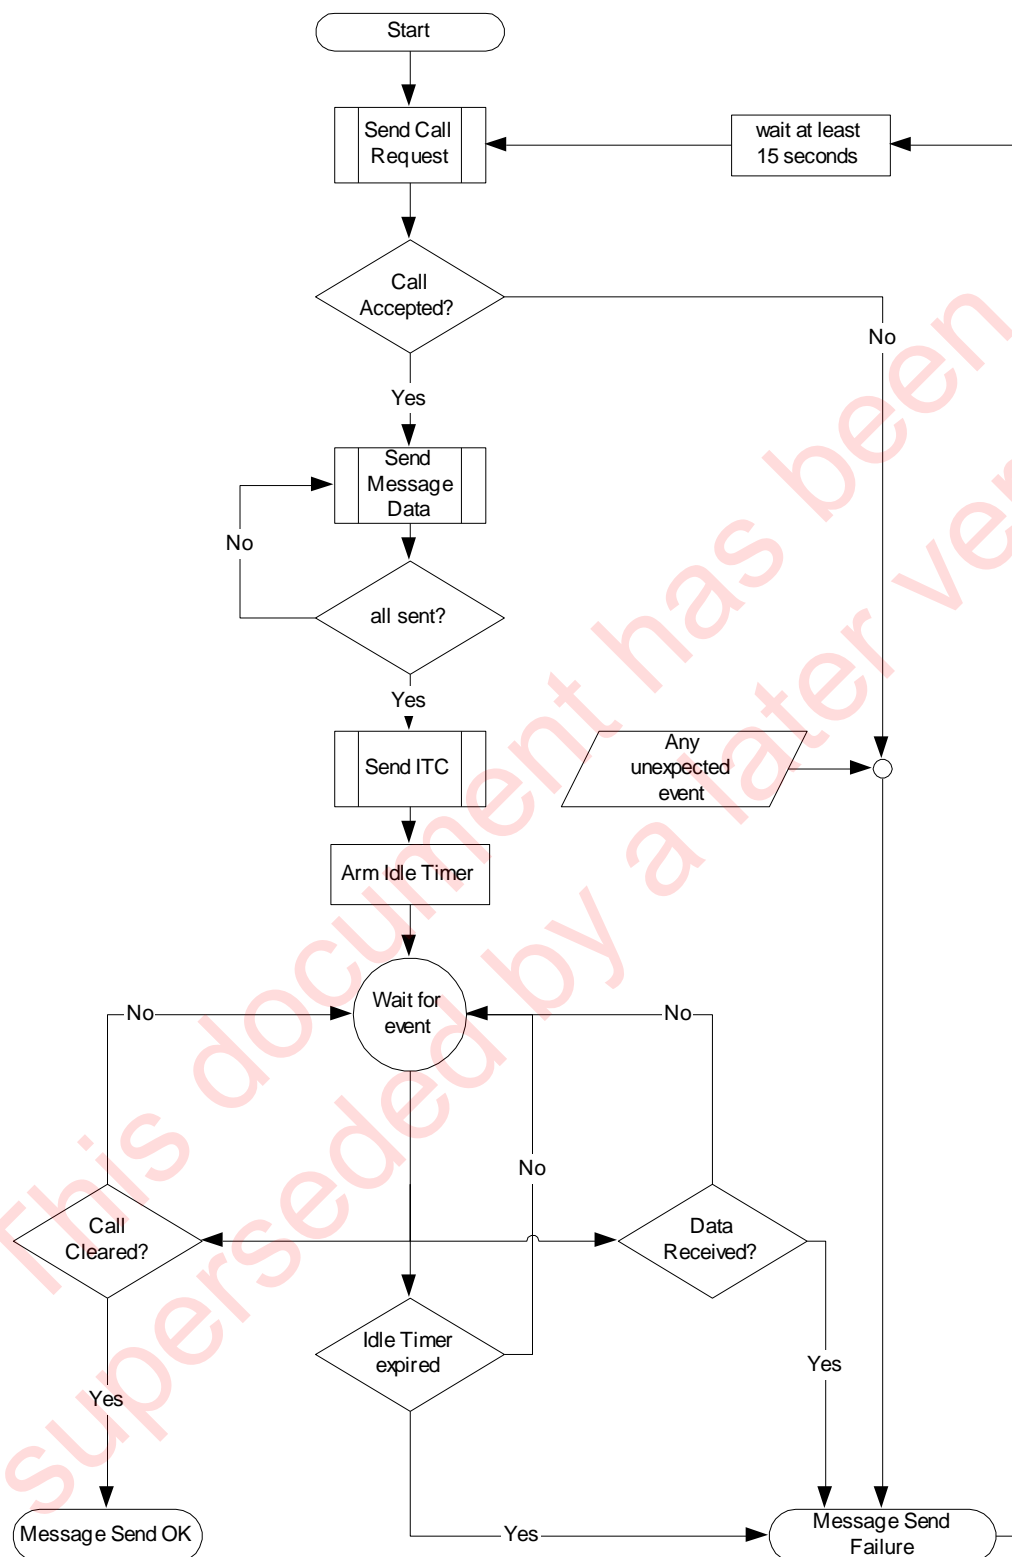 Start
Send Call
Request
wait at least
15 seconds
Call
Accepted?
No
Yes
Send
Message
Data
No
all sent?
Yes
Send ITC
Any
unexpected
event
Arm Idle Timer
Wait for
event
No
No
No
Call
Cleared?
Data
Received?
Idle Timer
expired
Yes
Yes
Message Send OK
Yes
Message Send
Failure
This document has been
superseded by a later ver